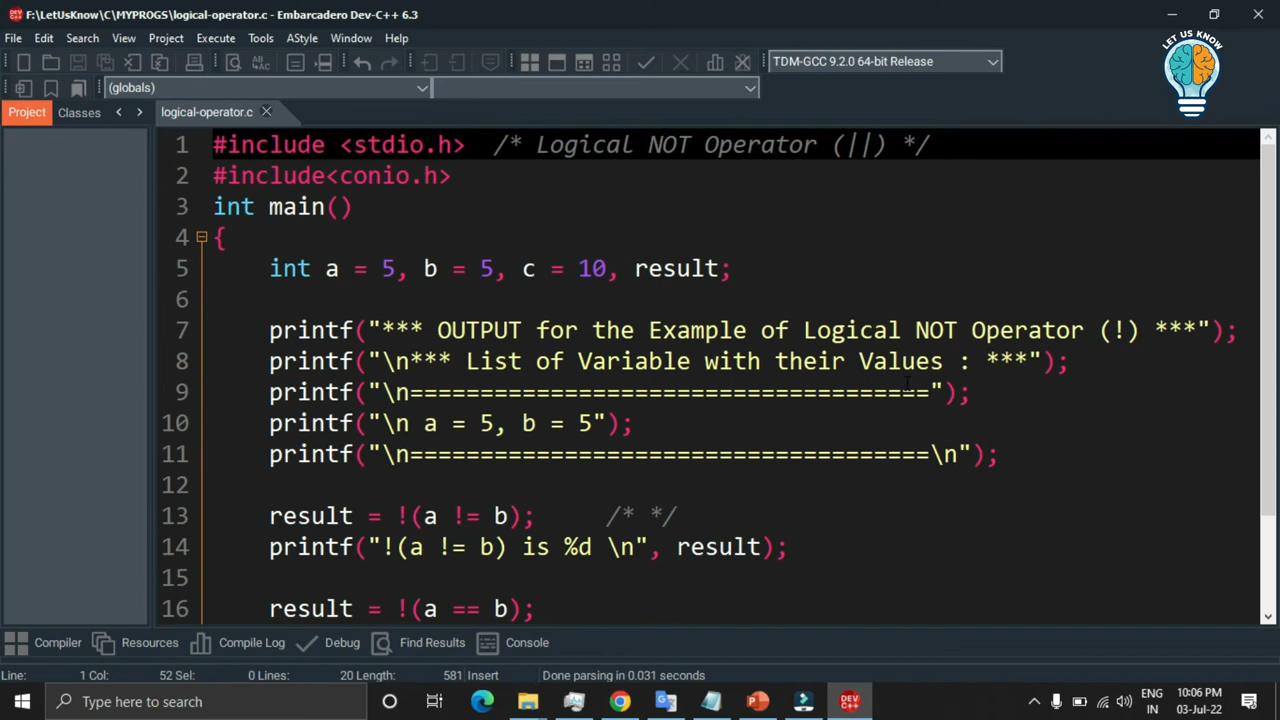 F:\LetUsKnow\C\MYPROGS\logical-operator.c - Embarcadero Dev-C++ 6.3
File Edit Search View Project Execute Tools AStyle Window Help
LET US KNOW
TDM-GCC 9.2.0 64-bit Release
(globals)
Project Classes logical-operator.c
1 #include <stdio.h> /* Logical NOT Operator (||) */
2 #include<conio.h>
3 int main()
4 {
5 int a = 5, b = 5, c = 10, result;
6
7 printf("*** OUTPUT for the Example of Logical NOT Operator (!) ***");
8 printf("\n*** List of Variable with their Values : ***");
9 printf("\n=====================================");
10 printf("\n a = 5, b = 5");
11 printf("\n=====================================\n");
12
13 result = !(a != b); /* */
14 printf("!(a != b) is %d \n", result);
15
16 result = !(a == b);
Compiler Resources Compile Log Debug Find Results Console
Line: 1 Col: 52 Sel: 0 Lines: 20 Length: 581 Insert Done parsing in 0.031 seconds
Type here to search
DEV C++
ENG
IN
10:06 PM
03-Jul-22